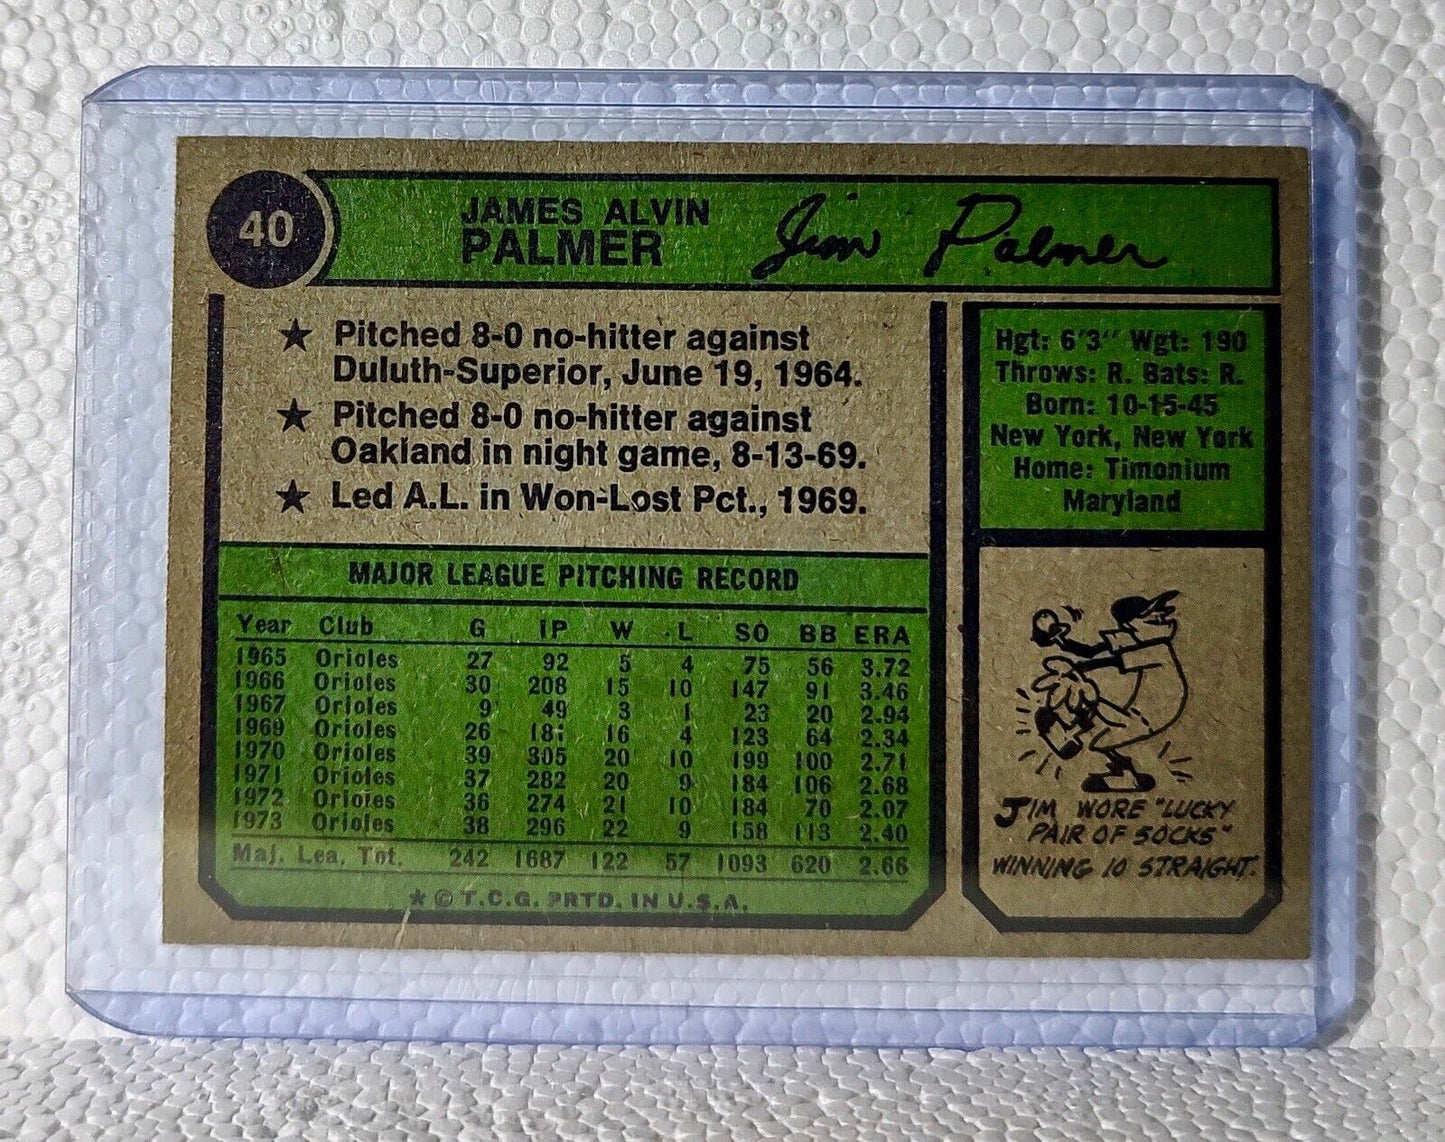 40
JAMES ALVIN
PALMER
Jim Palmer
★ Pitched 8-0 no-hitter against
Duluth-Superior, June 19, 1964.
★ Pitched 8-0 no-hitter against
Oakland in night game, 8-13-69.
★ Led A.L. in Won-Lost Pct., 1969.
Hgt: 6'3" Wgt: 190
Throws: R. Bats: R.
Born: 10-15-45
New York, New York
Home: Timonium
Maryland
MAJOR LEAGUE PITCHING RECORD
Year Club G IP W L SO BB ERA
1965 Orioles 27 92 5 4 75 56 3.72
1966 Orioles 30 208 15 10 147 91 3.46
1967 Orioles 9 49 3 1 23 20 2.94
1969 Orioles 26 16 4 123 64 2.34
1970 Orioles 39 305 20 10 199 100 2.71
1971 Orioles 37 282 20 9 184 106 2.68
1972 Orioles 36 274 21 10 184 70 2.07
1973 Orioles 38 296 22 9 158 113 2.40
Maj. Lea. Tot. 242 1687 122 57 1093 620 2.66
★ © T.C.G. PRTD. IN U.S.A.
JIM WORE "LUCKY
PAIR OF SOCKS"
WINNING 10 STRAIGHT.